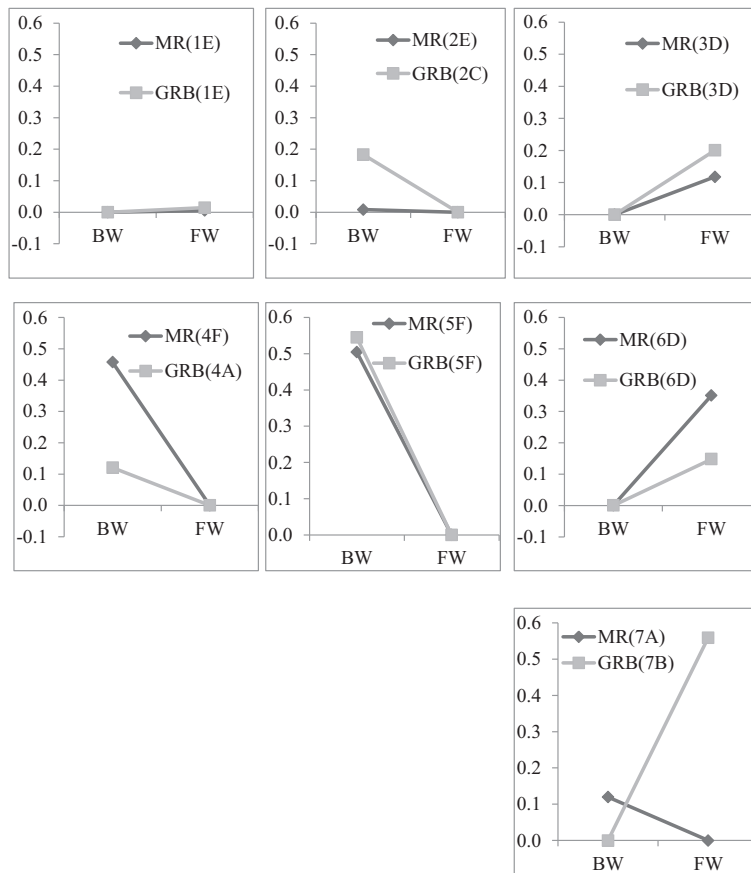 0.6
0.5
0.4
0.3
0.2
0.1
0.0
-0.1
BW FW
MR(1E)
GRB(1E)
0.6
0.5
0.4
0.3
0.2
0.1
0.0
-0.1
BW FW
MR(2E)
GRB(2C)
0.6
0.5
0.4
0.3
0.2
0.1
0.0
-0.1
BW FW
MR(3D)
GRB(3D)
0.6
0.5
0.4
0.3
0.2
0.1
0.0
-0.1
BW FW
MR(4F)
GRB(4A)
0.6
0.5
0.4
0.3
0.2
0.1
0.0
BW FW
MR(5F)
GRB(5F)
0.6
0.5
0.4
0.3
0.2
0.1
0.0
-0.1
BW FW
MR(6D)
GRB(6D)
0.6
0.5
0.4
0.3
0.2
0.1
0.0
BW FW
MR(7A)
GRB(7B)